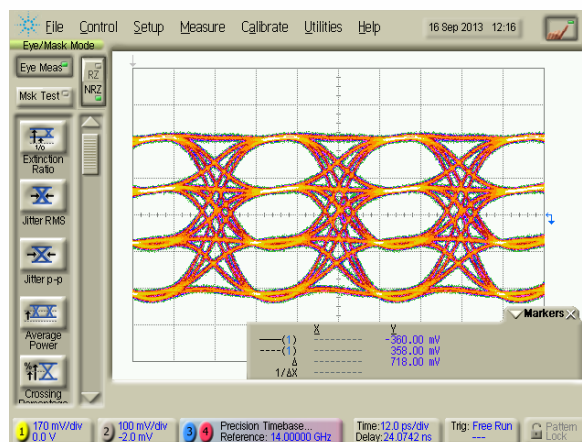 File Control Setup Measure Calibrate Utilities Help 16 Sep 2013 12:16
Eye/Mask Mode
Eye Meas
RZ
NRZ
Msk Test
1/0
Extinction
Ratio
Jitter RMS
Jitter p-p
Average
Power
Crossing
Percentage
Markers
X Y
(1) --------- -360.00 mV
----(1) --------- 358.00 mV
Δ --------- 718.00 mV
1/ΔX ---------
1 170 mV/div
0.0 V
2 100 mV/div
-2.0 mV
3 4 Precision Timebase...
Reference: 14.00000 GHz
Time:12.0 ps/div
Delay:24.0742 ns
Trig: Free Run
---
Pattern
Lock